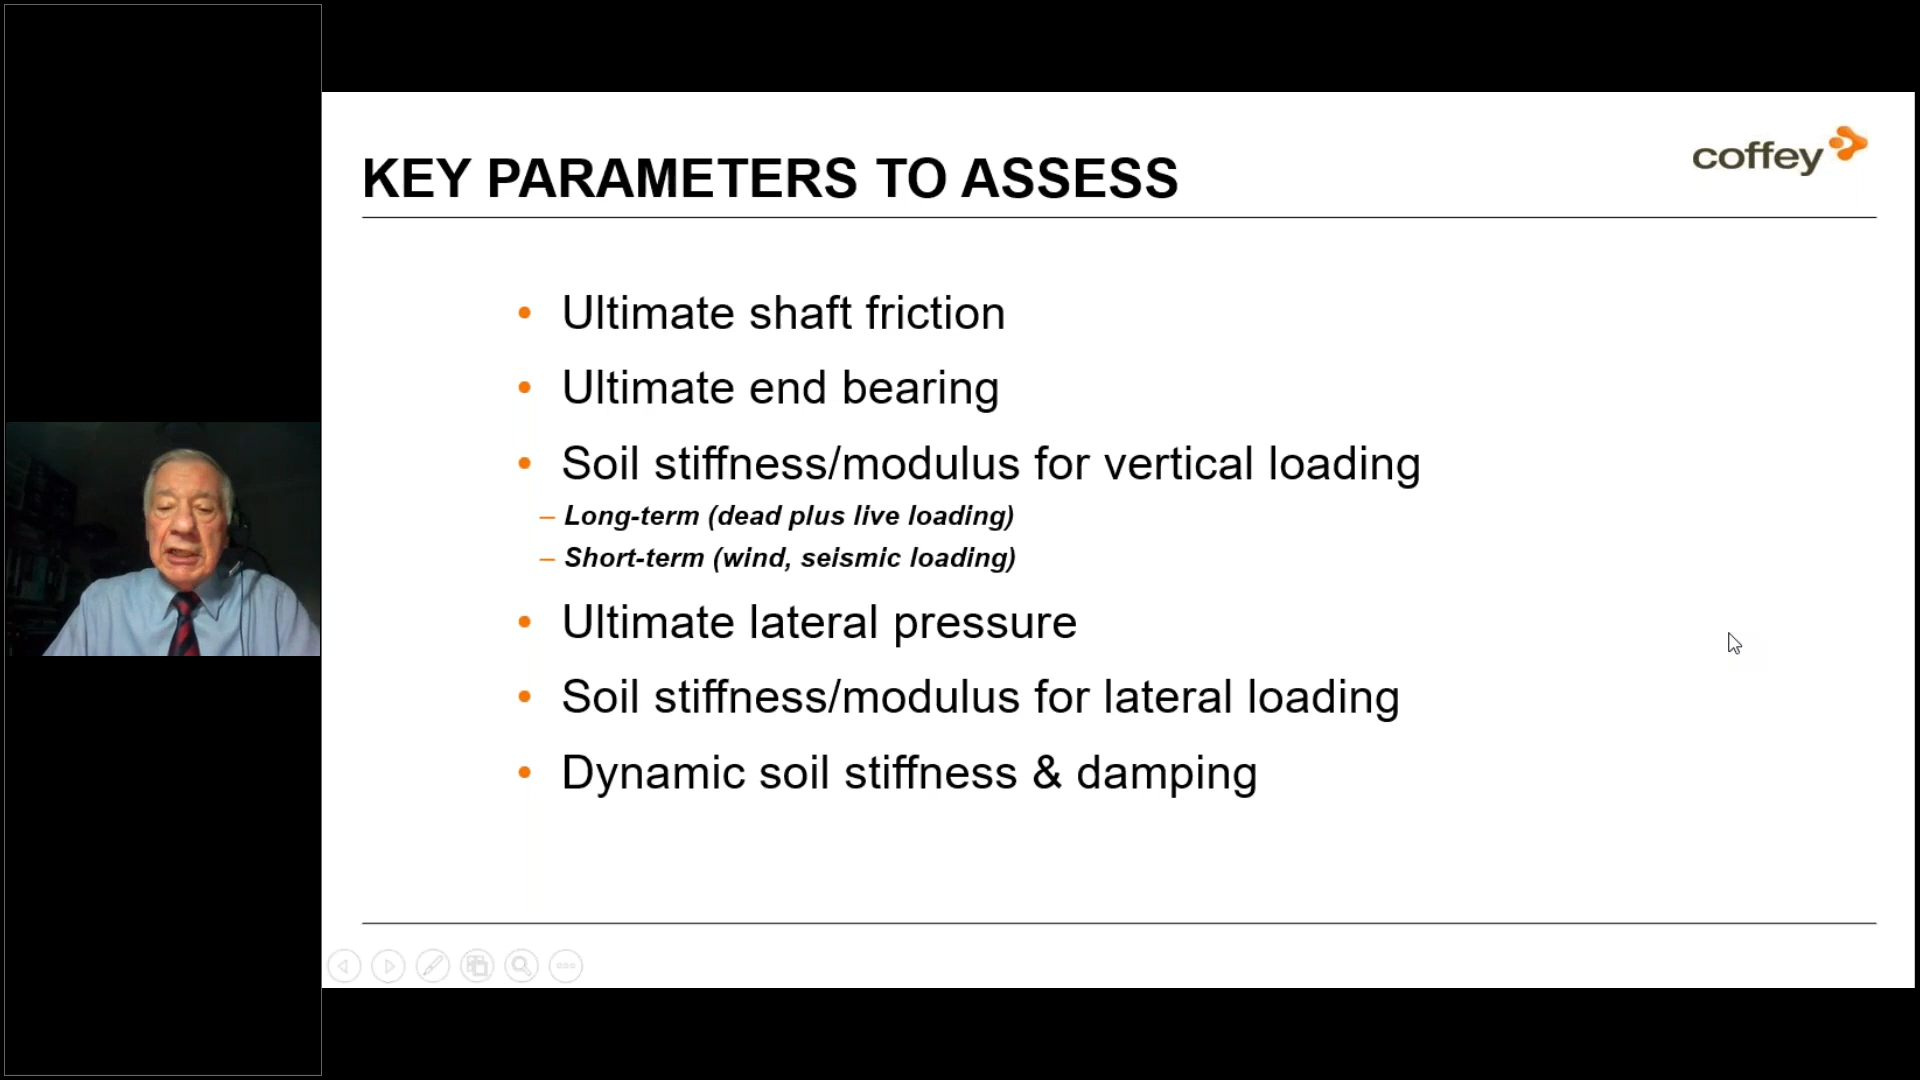 coffey
KEY PARAMETERS TO ASSESS
• Ultimate shaft friction
• Ultimate end bearing
• Soil stiffness/modulus for vertical loading
– Long-term (dead plus live loading)
– Short-term (wind, seismic loading)
• Ultimate lateral pressure
• Soil stiffness/modulus for lateral loading
• Dynamic soil stiffness & damping